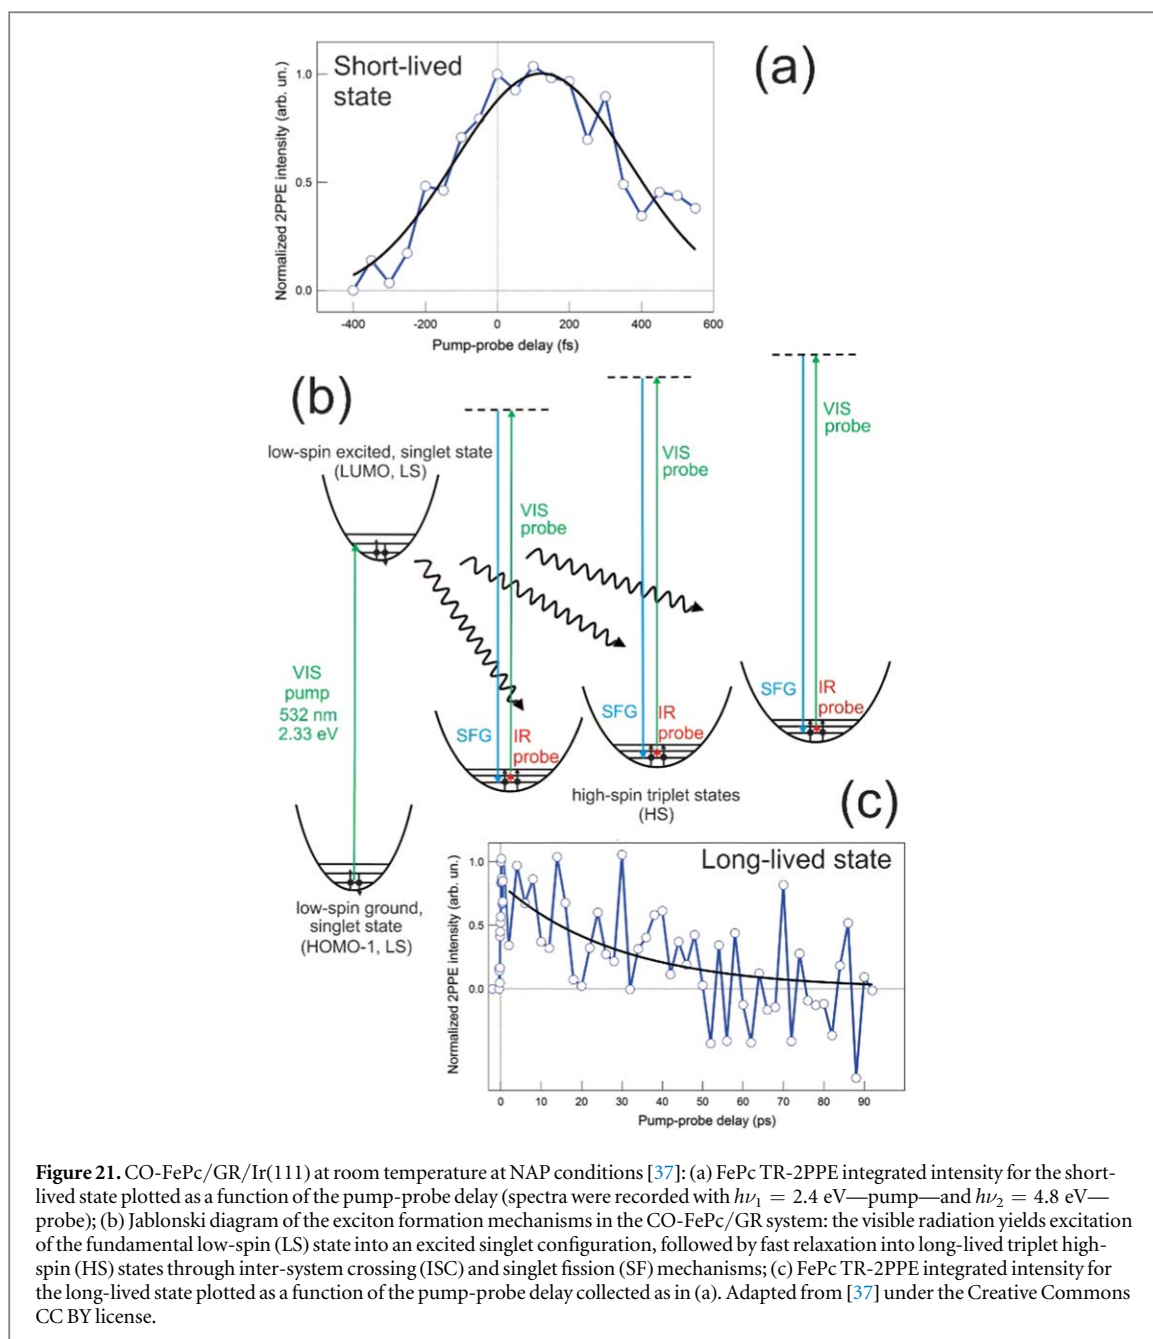 (a)
Short-lived
state
Normalized 2PPE intensity (arb. un.)
1.0
0.5
0.0
-400 -200 0 200 400 600
Pump-probe delay (fs)
(b)
low-spin excited, singlet state
(LUMO, LS)
VIS
probe
VIS
probe
VIS
probe
VIS
pump
532 nm
2.33 eV
SFG IR
probe
SFG IR
probe
SFG IR
probe
high-spin triplet states
(HS)
low-spin ground,
singlet state
(HOMO-1, LS)
(c)
Long-lived state
Normalized 2PPE intensity (arb. un.)
1.0
0.5
0.0
0 10 20 30 40 50 60 70 80 90
Pump-probe delay (ps)
Figure 21. CO-FePc/GR/Ir(111) at room temperature at NAP conditions [37]: (a) FePc TR-2PPE integrated intensity for the short-
lived state plotted as a function of the pump-probe delay (spectra were recorded with hν₁ = 2.4 eV—pump—and hν₂ = 4.8 eV—
probe); (b) Jablonski diagram of the exciton formation mechanisms in the CO-FePc/GR system: the visible radiation yields excitation
of the fundamental low-spin (LS) state into an excited singlet configuration, followed by fast relaxation into long-lived triplet high-
spin (HS) states through inter-system crossing (ISC) and singlet fission (SF) mechanisms; (c) FePc TR-2PPE integrated intensity for
the long-lived state plotted as a function of the pump-probe delay collected as in (a). Adapted from [37] under the Creative Commons
CC BY license.